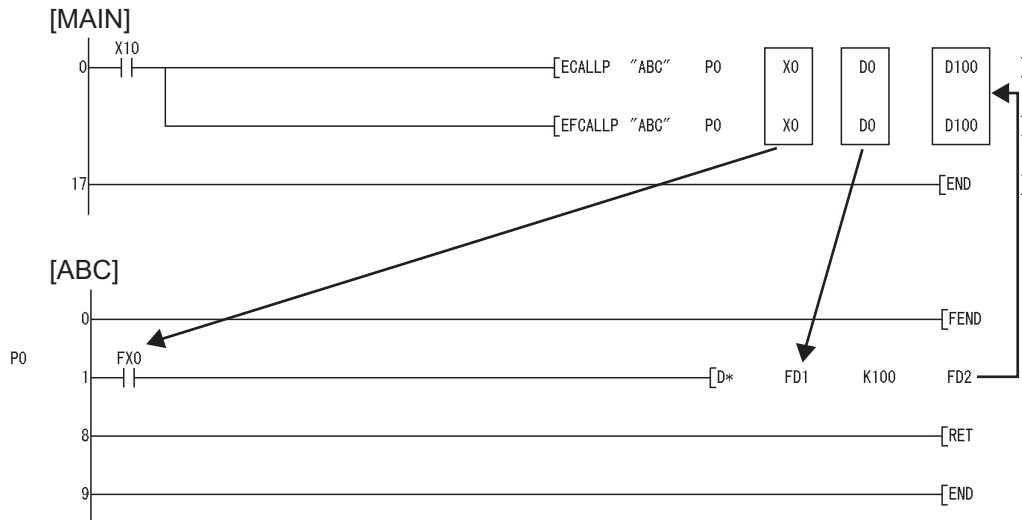 [MAIN]
X10
0 [ECALLP "ABC" P0 X0 D0 D100 ]
[EFCALLP "ABC" P0 X0 D0 D100 ]
17 [END ]
[ABC]
0 [FEND
P0 FX0
1 [D* FD1 K100 FD2
8 [RET
9 [END